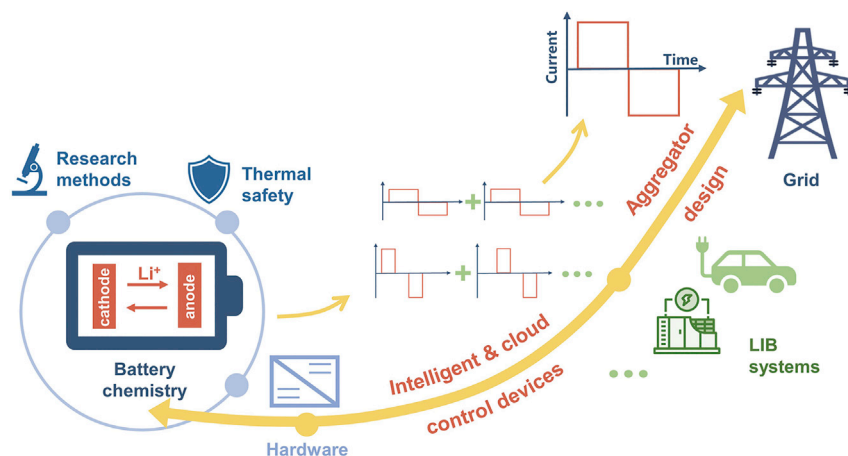 Current
Time
Research
methods
Thermal
safety
Aggregator
design
Grid
cathode
Li⁺
anode
Battery
chemistry
Intelligent & cloud
control devices
LIB
systems
Hardware